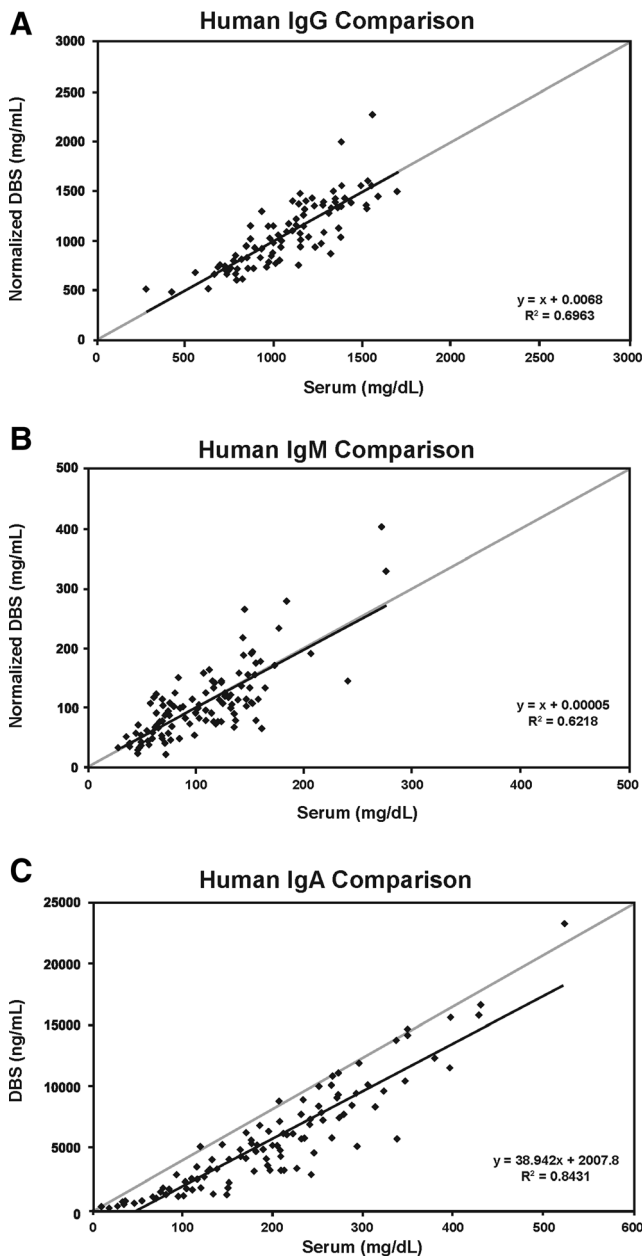 A
Human IgG Comparison
3000
2500
2000
1500
1000
500
0
Normalized DBS (mg/mL)
y = x + 0.0068
R² = 0.6963
0 500 1000 1500 2000 2500 3000
Serum (mg/dL)
B
Human IgM Comparison
500
400
300
200
100
0
Normalized DBS (mg/mL)
y = x + 0.00005
R² = 0.6218
0 100 200 300 400 500
Serum (mg/dL)
C
Human IgA Comparison
25000
20000
15000
10000
5000
0
DBS (ng/mL)
y = 38.942x + 2007.8
R² = 0.8431
0 100 200 300 400 500 600
Serum (mg/dL)